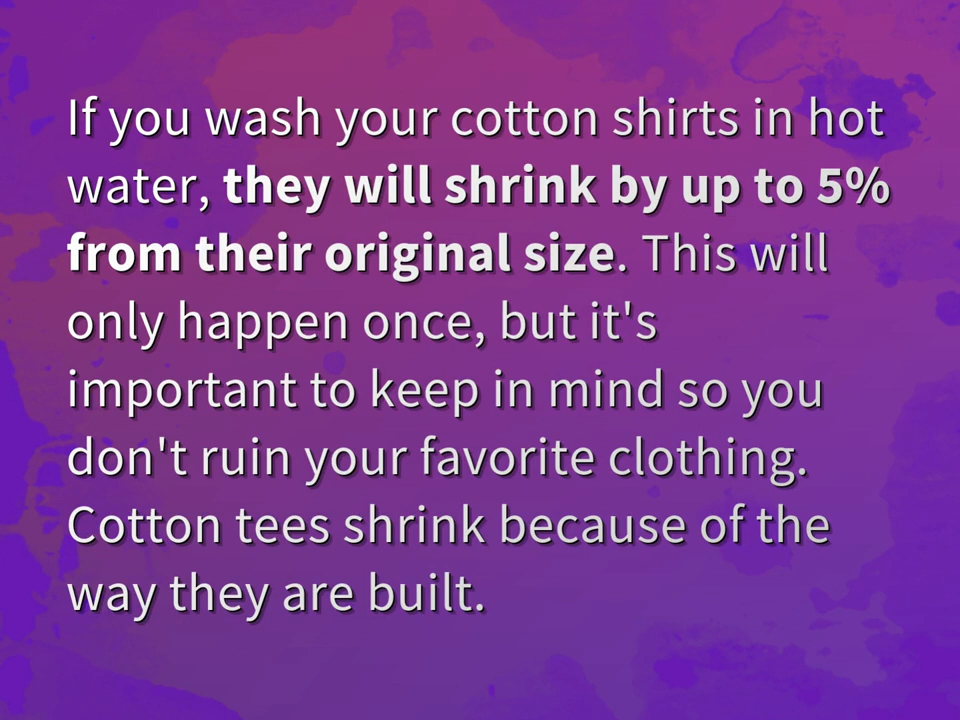 If you wash your cotton shirts in hot
water, they will shrink by up to 5%
from their original size. This will
only happen once, but it's
important to keep in mind so you
don't ruin your favorite clothing.
Cotton tees shrink because of the
way they are built.